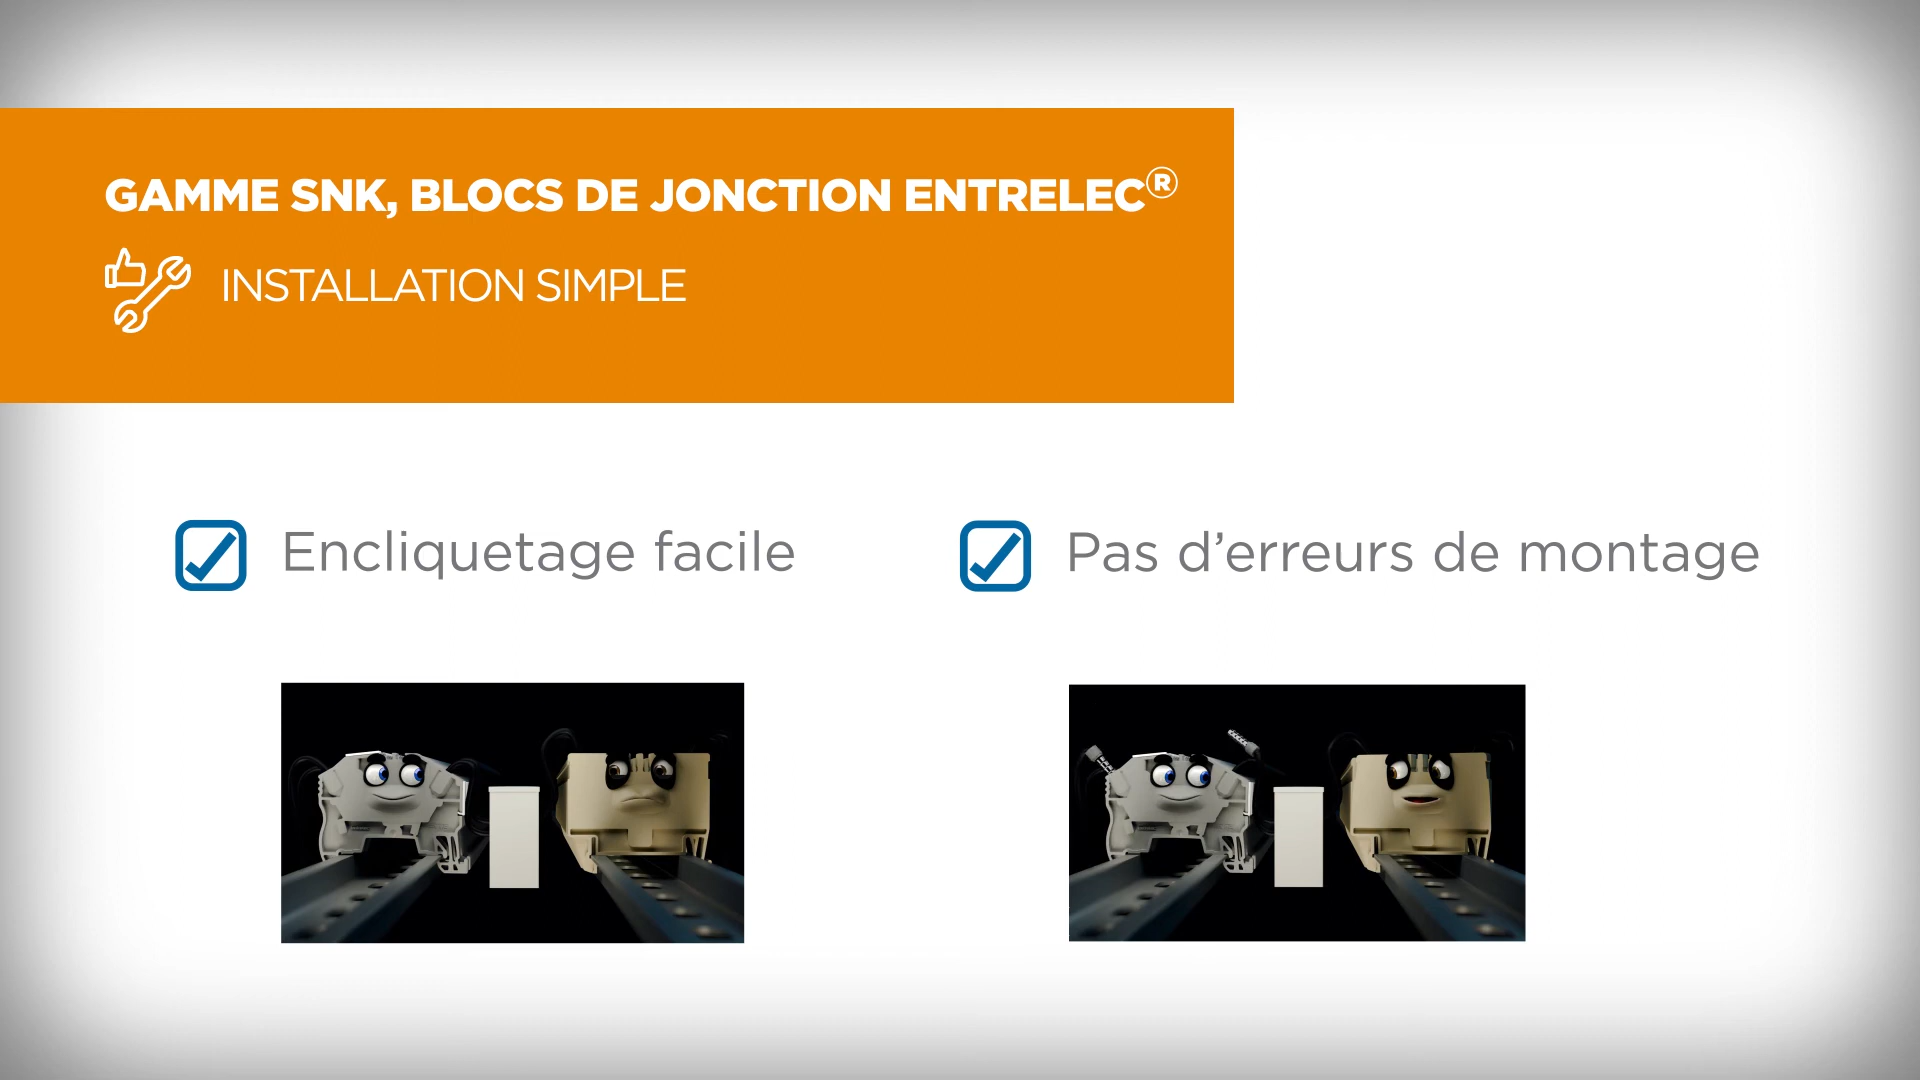 GAMME SNK, BLOCS DE JONCTION ENTRELEC®
INSTALLATION SIMPLE
Encliquetage facile
Pas d’erreurs de montage